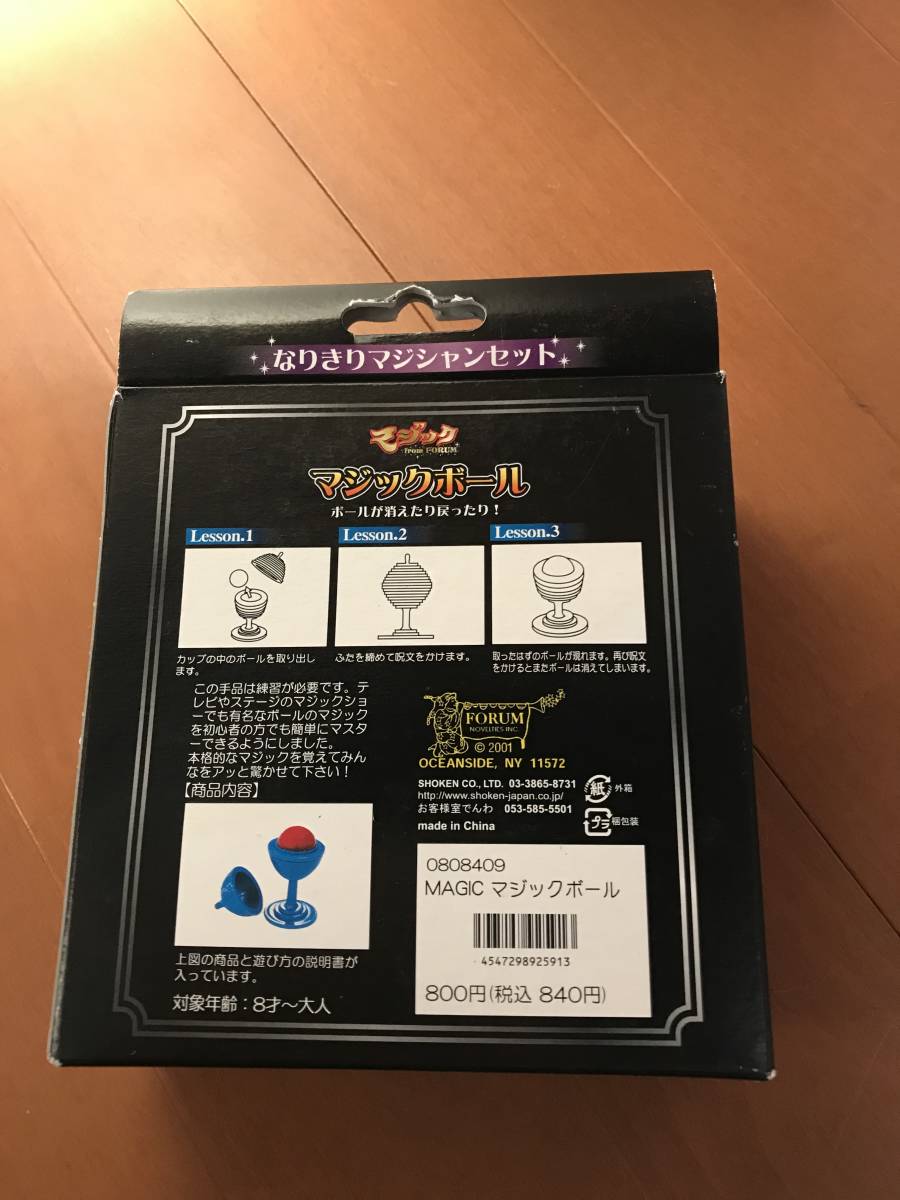 なりきりマジシャンセット
マジック
from FORUM
マジックボール
ボールが消えたり戻ったり！
Lesson.1
Lesson.2
Lesson.3
カップの中のボールを取り出し
ます。
ふたを締めて呪文をかけます。
取ったはずのボールが現れます。再び呪文
をかけるとまたボールは消えてしまいます。
この手品は練習が必要です。テ
レビやステージのマジックショ
ーでも有名なボールのマジック
を初心者の方でも簡単にマスタ
ーできるようにしました。
本格的なマジックを覚えてみん
なをアッと驚かせて下さい！
【商品内容】
上図の商品と遊び方の説明書が
入っています。
対象年齢：8才〜大人
FORUM
NOVELTIES INC.
© 2001
OCEANSIDE, NY 11572
SHOKEN CO., LTD. 03-3865-8731
http://www.shoken-japan.co.jp/
お客様室でんわ 053-585-5501
made in China
紙 外箱
プラ 梱包装
0808409
MAGIC マジックボール
4547298925913
800円(税込 840円)